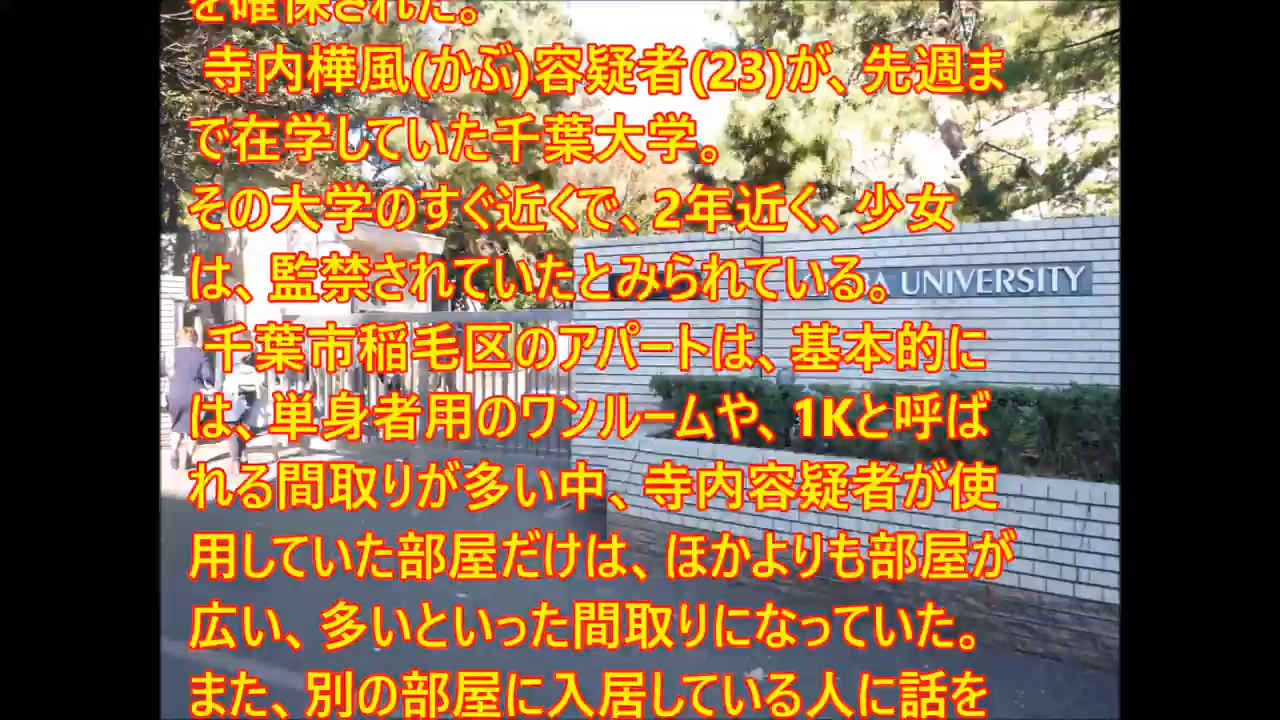 を確保された。
寺内樺風(かぶ)容疑者(23)が、先週ま
で在学していた千葉大学。
その大学のすぐ近くで、2年近く、少女
は、監禁されていたとみられている。
UNIVERSITY
千葉市稲毛区のアパートは、基本的に
は、単身者用のワンルームや、1Kと呼ば
れる間取りが多い中、寺内容疑者が使
用していた部屋だけは、ほかよりも部屋が
広い、多いといった間取りになっていた。
また、別の部屋に入居している人に話を